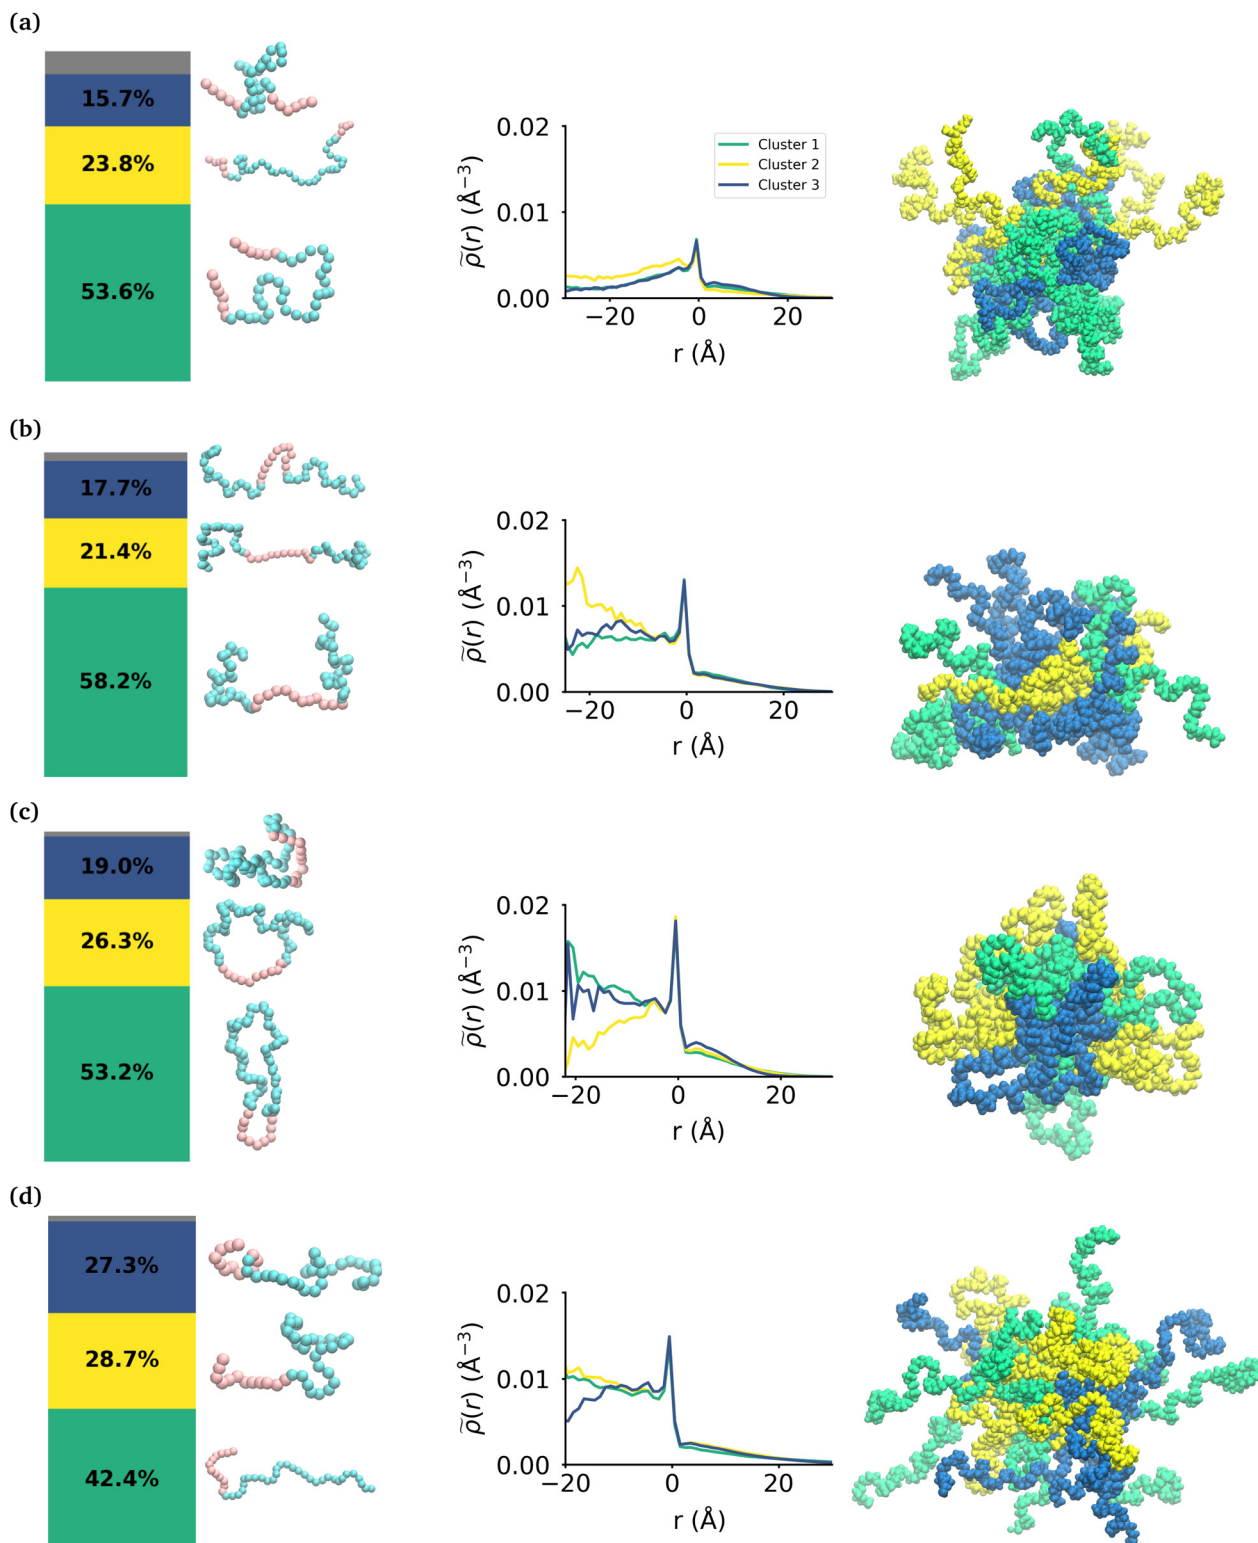 (a)
15.7%
23.8%
53.6%
0.02
0.01
0.00
ρ̃(r) (Å⁻³)
Cluster 1
Cluster 2
Cluster 3
−20 0 20
r (Å)
(b)
17.7%
21.4%
58.2%
0.02
0.01
0.00
ρ̃(r) (Å⁻³)
−20 0 20
r (Å)
(c)
19.0%
26.3%
53.2%
0.02
0.01
0.00
ρ̃(r) (Å⁻³)
−20 0 20
r (Å)
(d)
27.3%
28.7%
42.4%
0.02
0.01
0.00
ρ̃(r) (Å⁻³)
−20 0 20
r (Å)